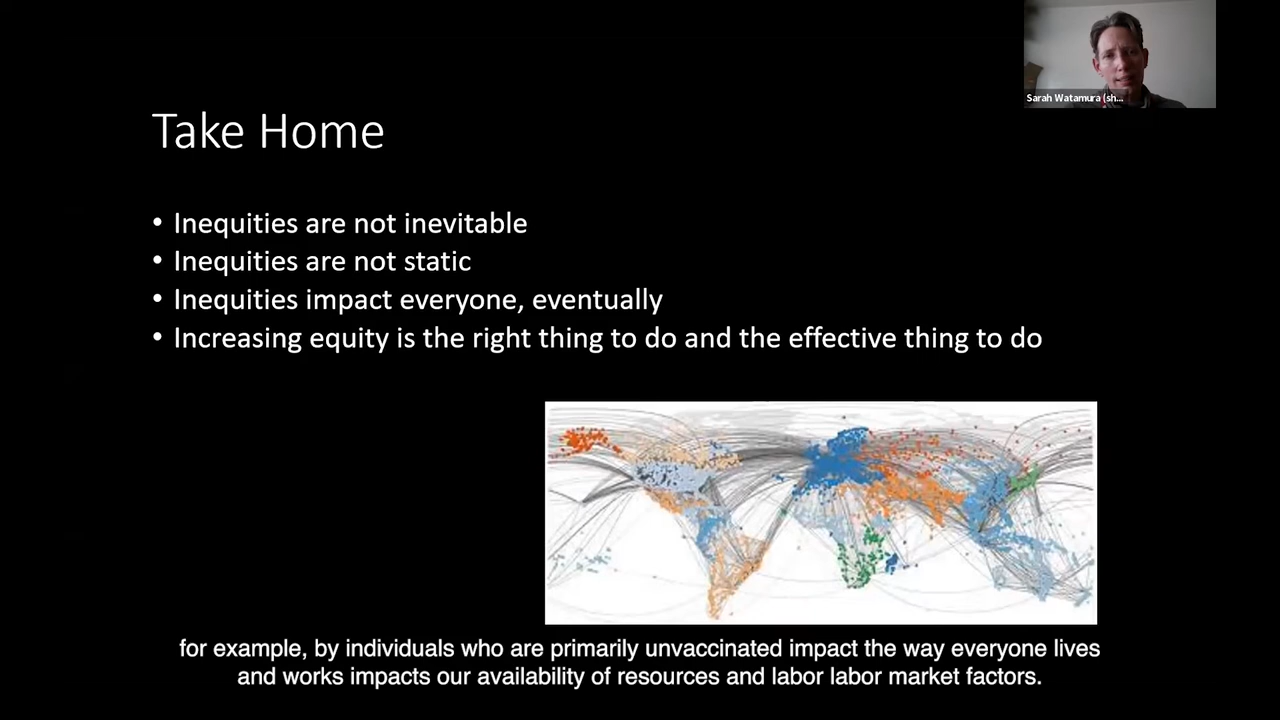 Sarah Watamura (sh...
Take Home
• Inequities are not inevitable
• Inequities are not static
• Inequities impact everyone, eventually
• Increasing equity is the right thing to do and the effective thing to do
for example, by individuals who are primarily unvaccinated impact the way everyone lives
and works impacts our availability of resources and labor labor market factors.